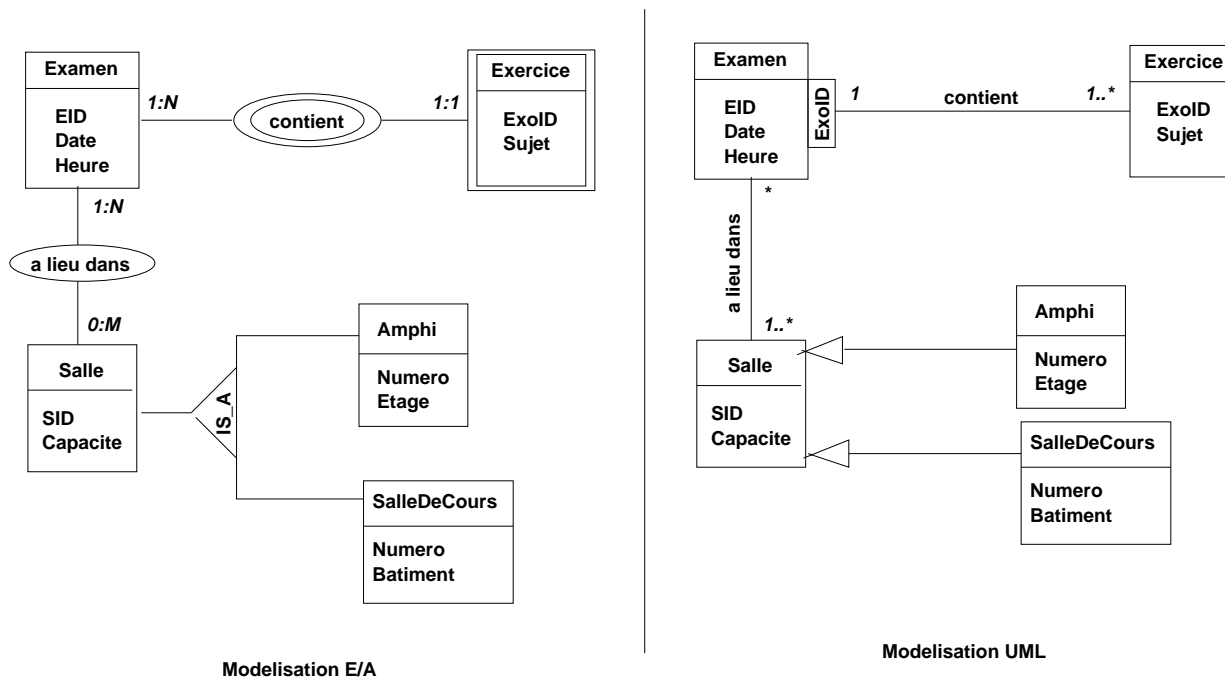 Examen
EID
Date
Heure
1:N
contient
1:1
Exercice
ExoID
Sujet
1:N
a lieu dans
0:M
Salle
SID
Capacite
IS_A
Amphi
Numero
Etage
SalleDeCours
Numero
Batiment
Modelisation E/A
Examen
EID
Date
Heure
ExoID
1
contient
1..*
Exercice
ExoID
Sujet
*
a lieu dans
1..*
Salle
SID
Capacite
Amphi
Numero
Etage
SalleDeCours
Numero
Batiment
Modelisation UML